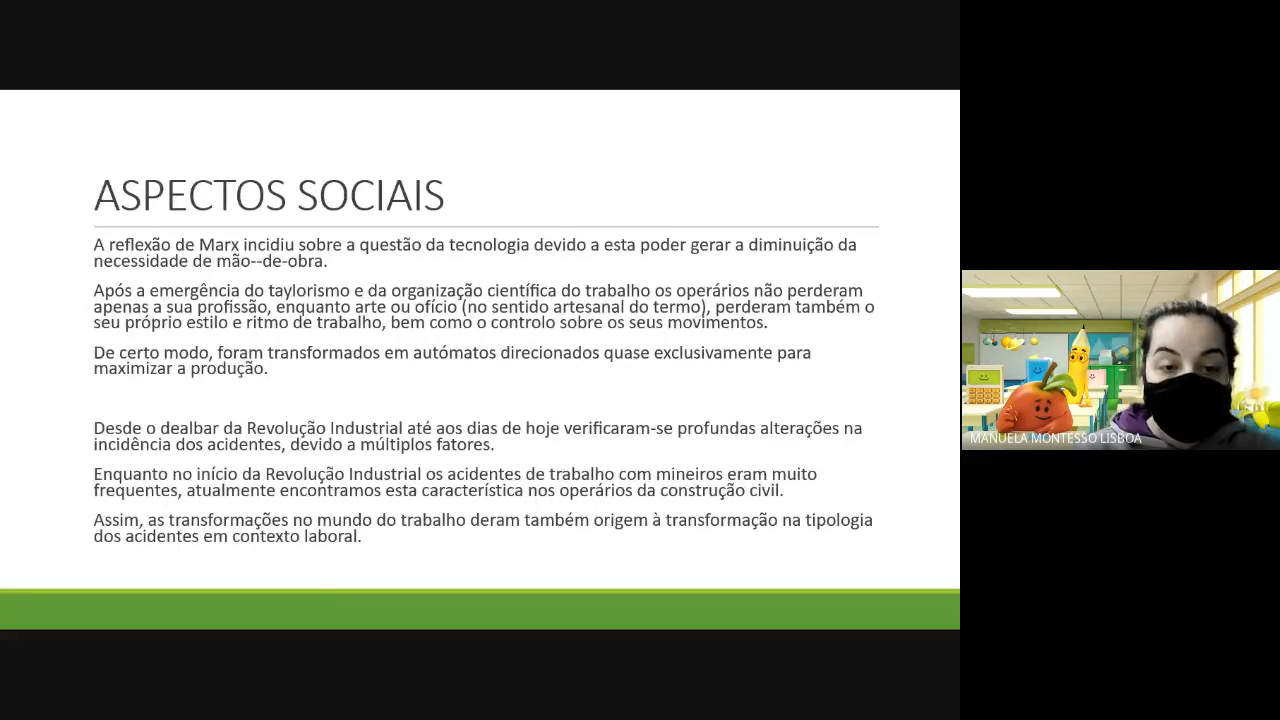 ASPECTOS SOCIAIS
A reflexão de Marx incidiu sobre a questão da tecnologia devido a esta poder gerar a diminuição da
necessidade de mão--de-obra.
Após a emergência do taylorismo e da organização científica do trabalho os operários não perderam
apenas a sua profissão, enquanto arte ou ofício (no sentido artesanal do termo), perderam também o
seu próprio estilo e ritmo de trabalho, bem como o controlo sobre os seus movimentos.
De certo modo, foram transformados em autómatos direcionados quase exclusivamente para
maximizar a produção.
Desde o dealbar da Revolução Industrial até aos dias de hoje verificaram-se profundas alterações na
incidência dos acidentes, devido a múltiplos fatores.
Enquanto no início da Revolução Industrial os acidentes de trabalho com mineiros eram muito
frequentes, atualmente encontramos esta característica nos operários da construção civil.
Assim, as transformações no mundo do trabalho deram também origem à transformação na tipologia
dos acidentes em contexto laboral.
MANUELA MONTESSO LISBOA